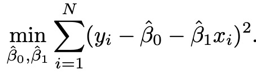 $$\min_{\hat{\beta}_0, \hat{\beta}_1} \sum_{i=1}^{N} (y_i - \hat{\beta}_0 - \hat{\beta}_1 x_i)^2.$$